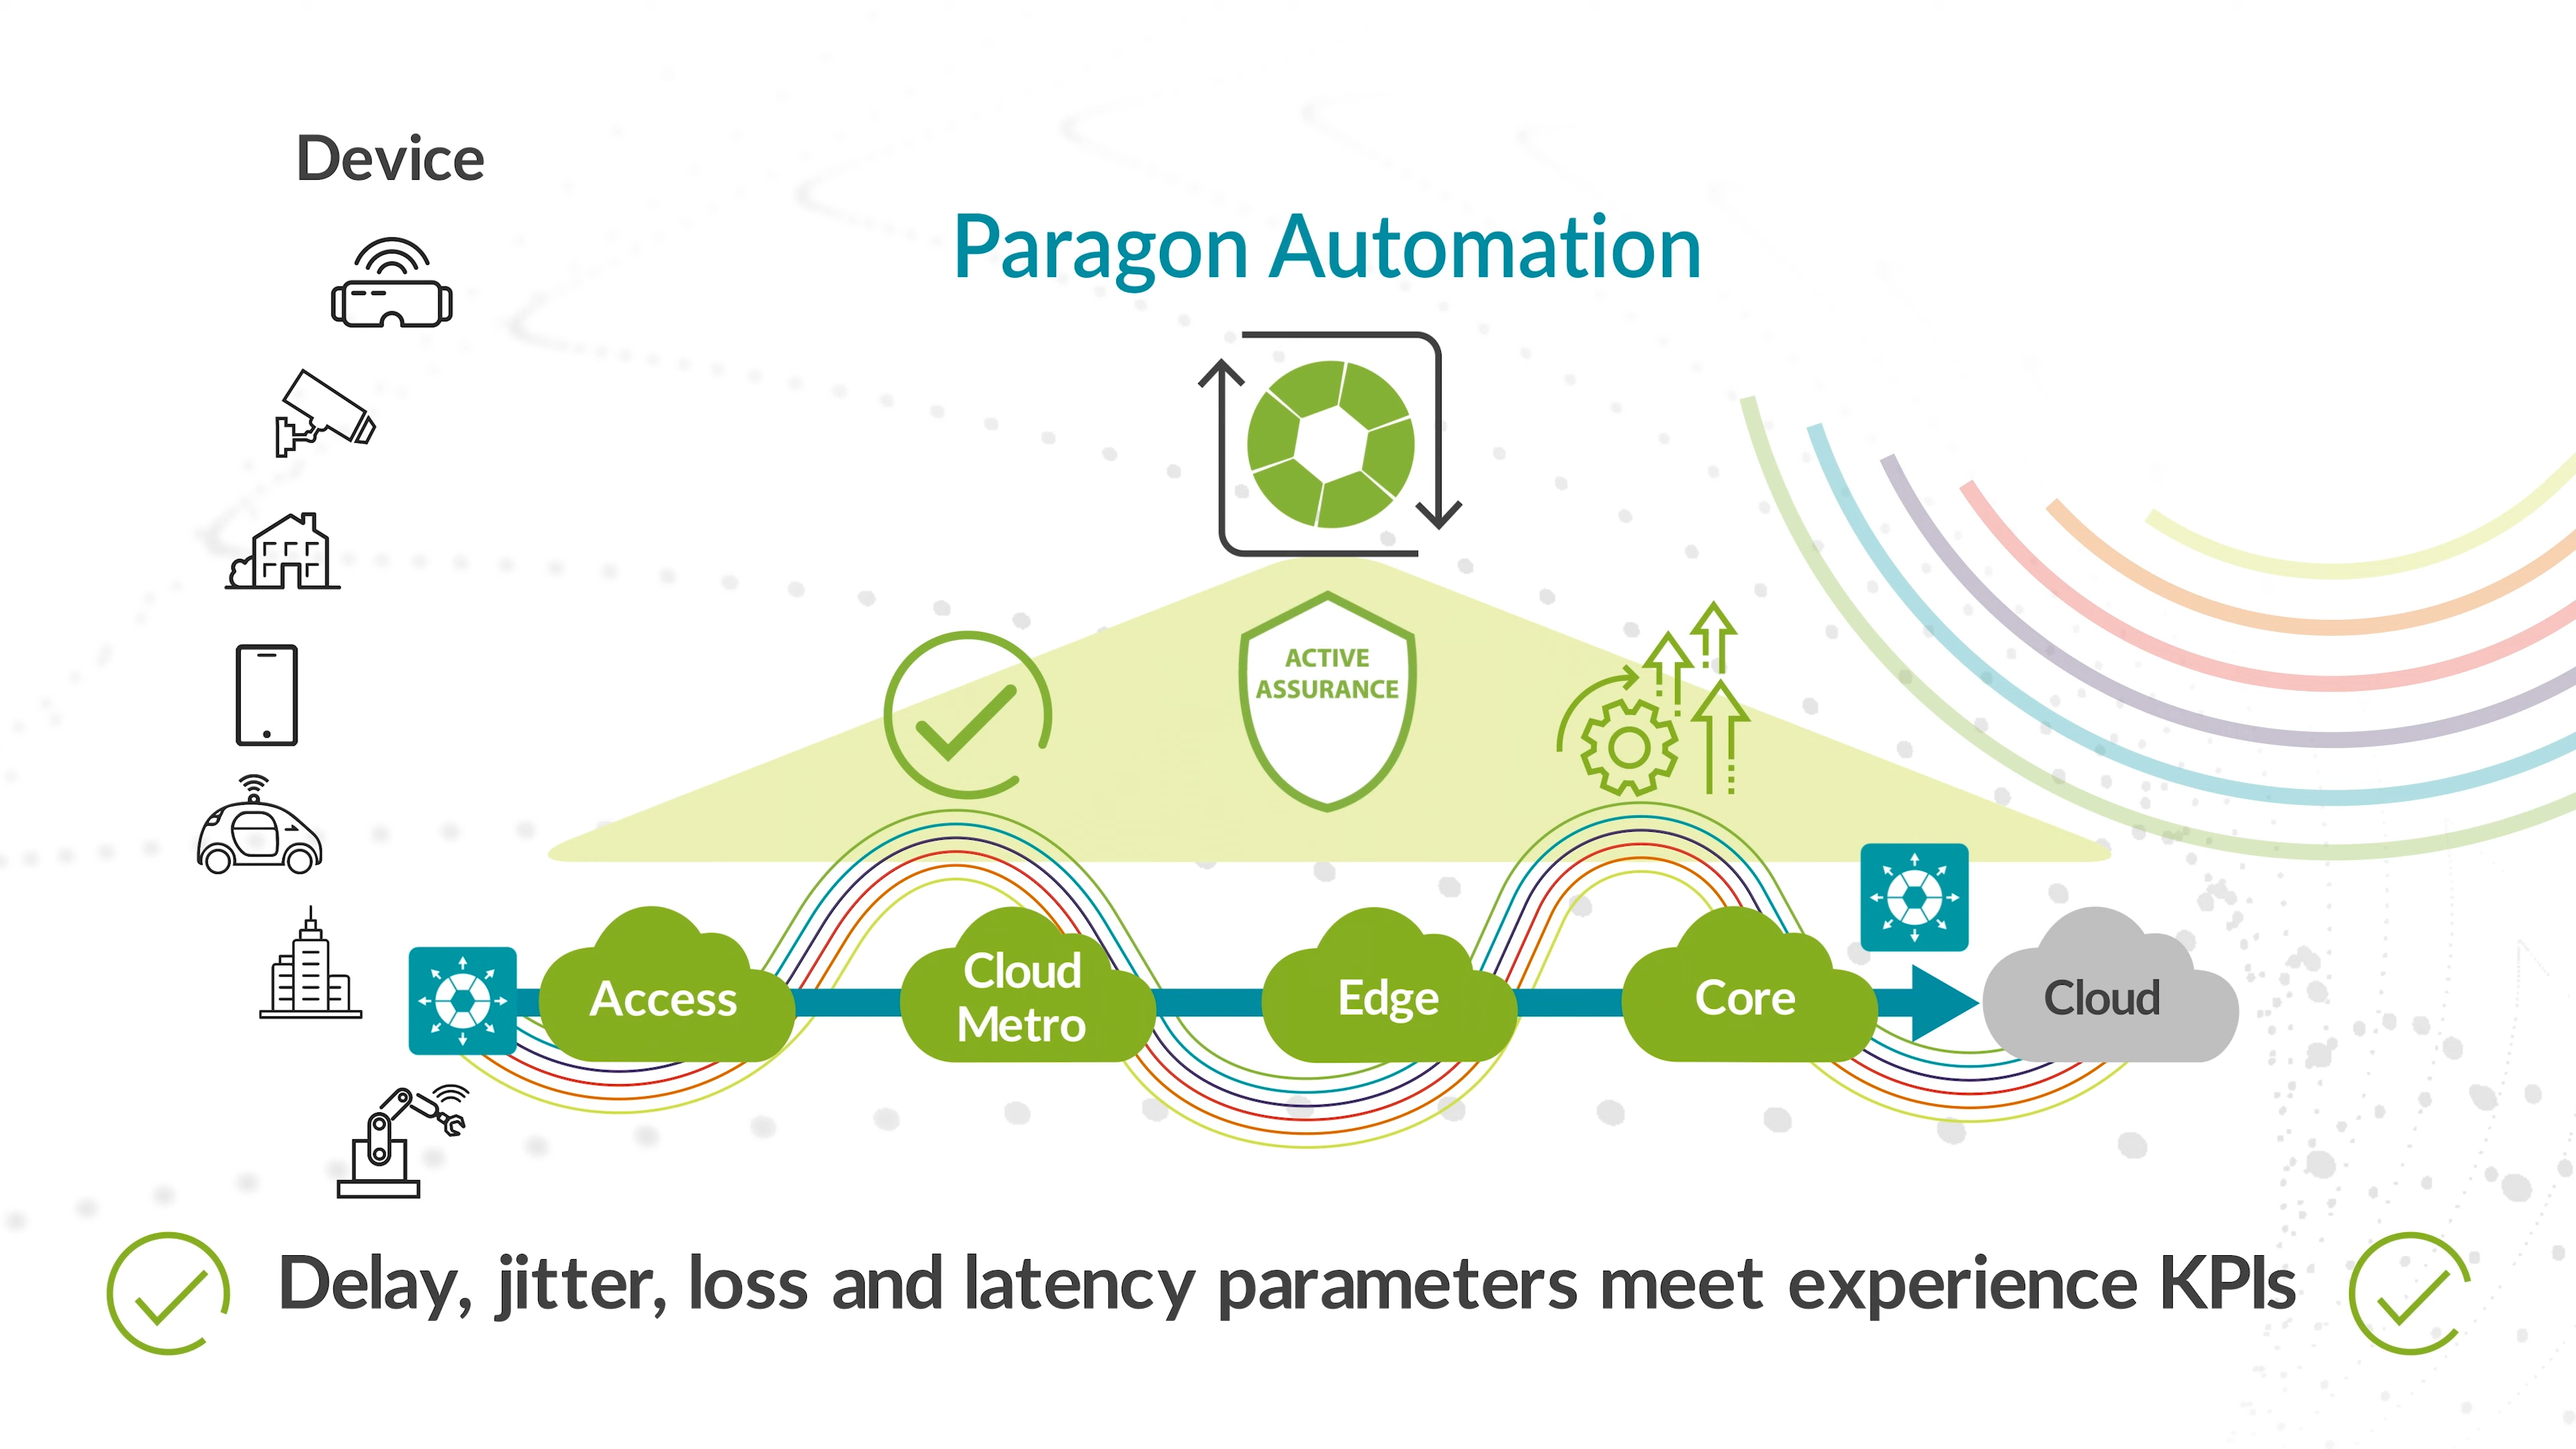 Device
Paragon Automation
ACTIVE
ASSURANCE
Access
Cloud
Metro
Edge
Core
Cloud
Delay, jitter, loss and latency parameters meet experience KPIs